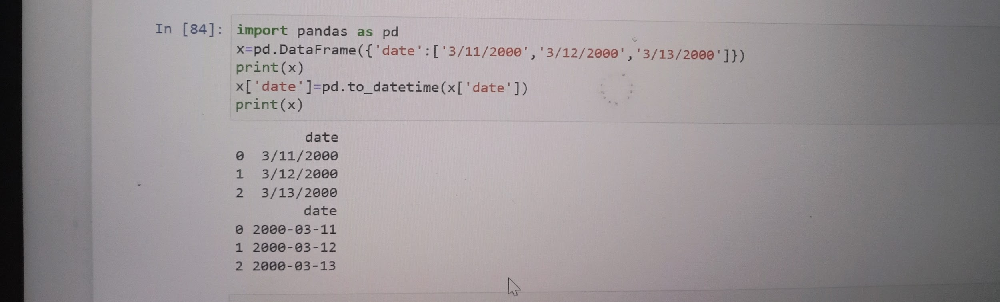 In [84]: import pandas as pd
x=pd.DataFrame({'date':['3/11/2000','3/12/2000','3/13/2000']})
print(x)
x['date']=pd.to_datetime(x['date'])
print(x)
date
0 3/11/2000
1 3/12/2000
2 3/13/2000
date
0 2000-03-11
1 2000-03-12
2 2000-03-13